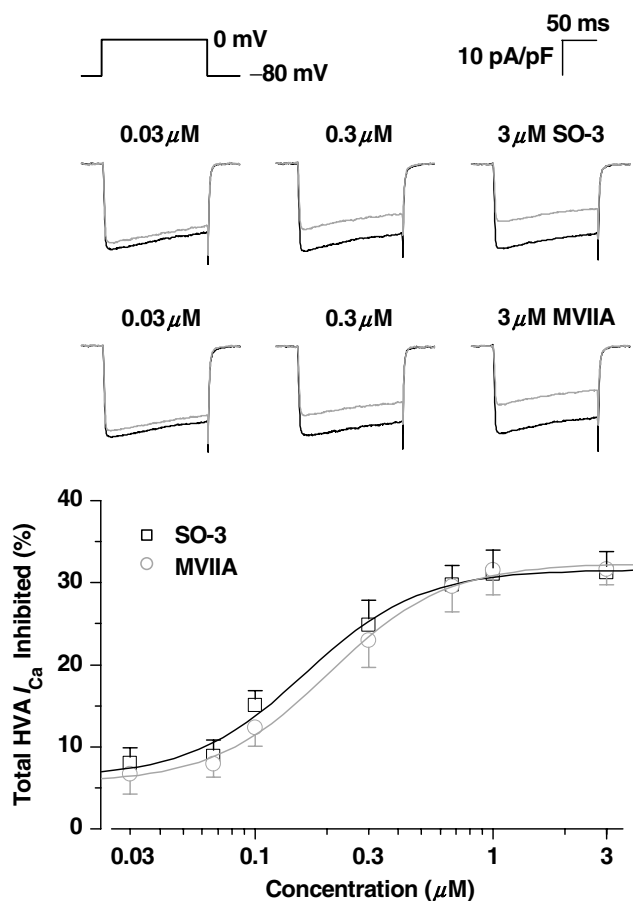 0 mV
−80 mV
50 ms
10 pA/pF
0.03 μM
0.3 μM
3 μM SO-3
0.03 μM
0.3 μM
3 μM MVIIA
Total HVA I_Ca Inhibited (%)
40
30
20
10
0
SO-3
MVIIA
0.03
0.1
0.3
1
3
Concentration (μM)